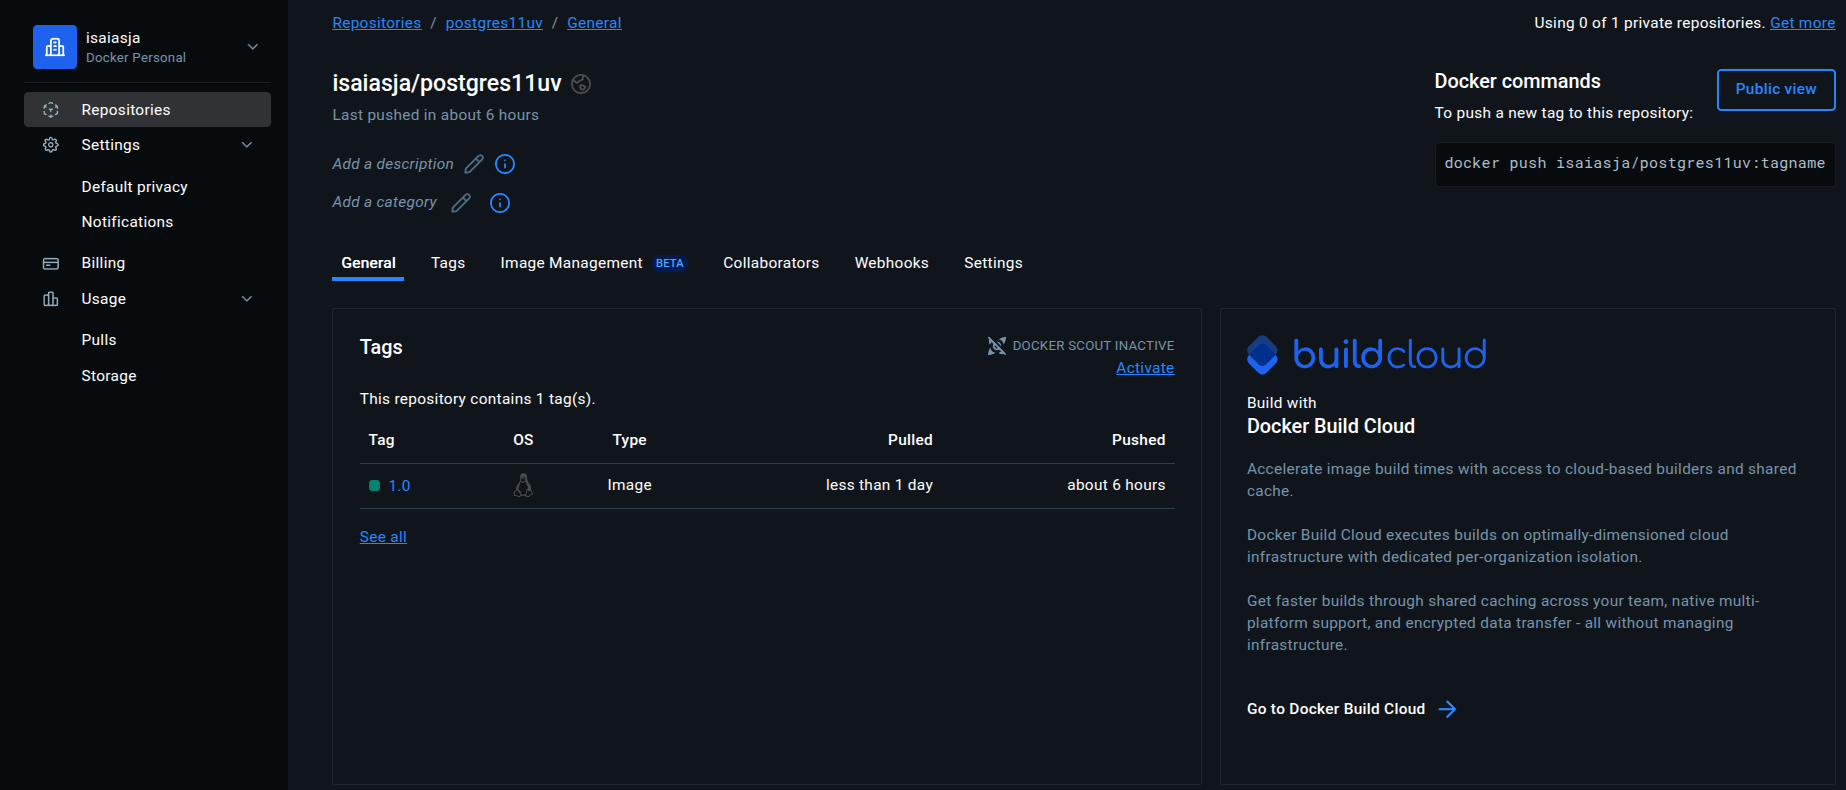 isaiasja
Docker Personal
Repositories
Settings
Default privacy
Notifications
Billing
Usage
Pulls
Storage
Repositories / postgres11uv / General
Using 0 of 1 private repositories. Get more
isaiasja/postgres11uv
Last pushed in about 6 hours
Add a description
Add a category
Docker commands
Public view
To push a new tag to this repository:
docker push isaiasja/postgres11uv:tagname
General Tags Image Management BETA Collaborators Webhooks Settings
Tags
DOCKER SCOUT INACTIVE
Activate
This repository contains 1 tag(s).
Tag OS Type Pulled Pushed
1.0 Image less than 1 day about 6 hours
See all
buildcloud
Build with
Docker Build Cloud
Accelerate image build times with access to cloud-based builders and shared
cache.
Docker Build Cloud executes builds on optimally-dimensioned cloud
infrastructure with dedicated per-organization isolation.
Get faster builds through shared caching across your team, native multi-
platform support, and encrypted data transfer - all without managing
infrastructure.
Go to Docker Build Cloud